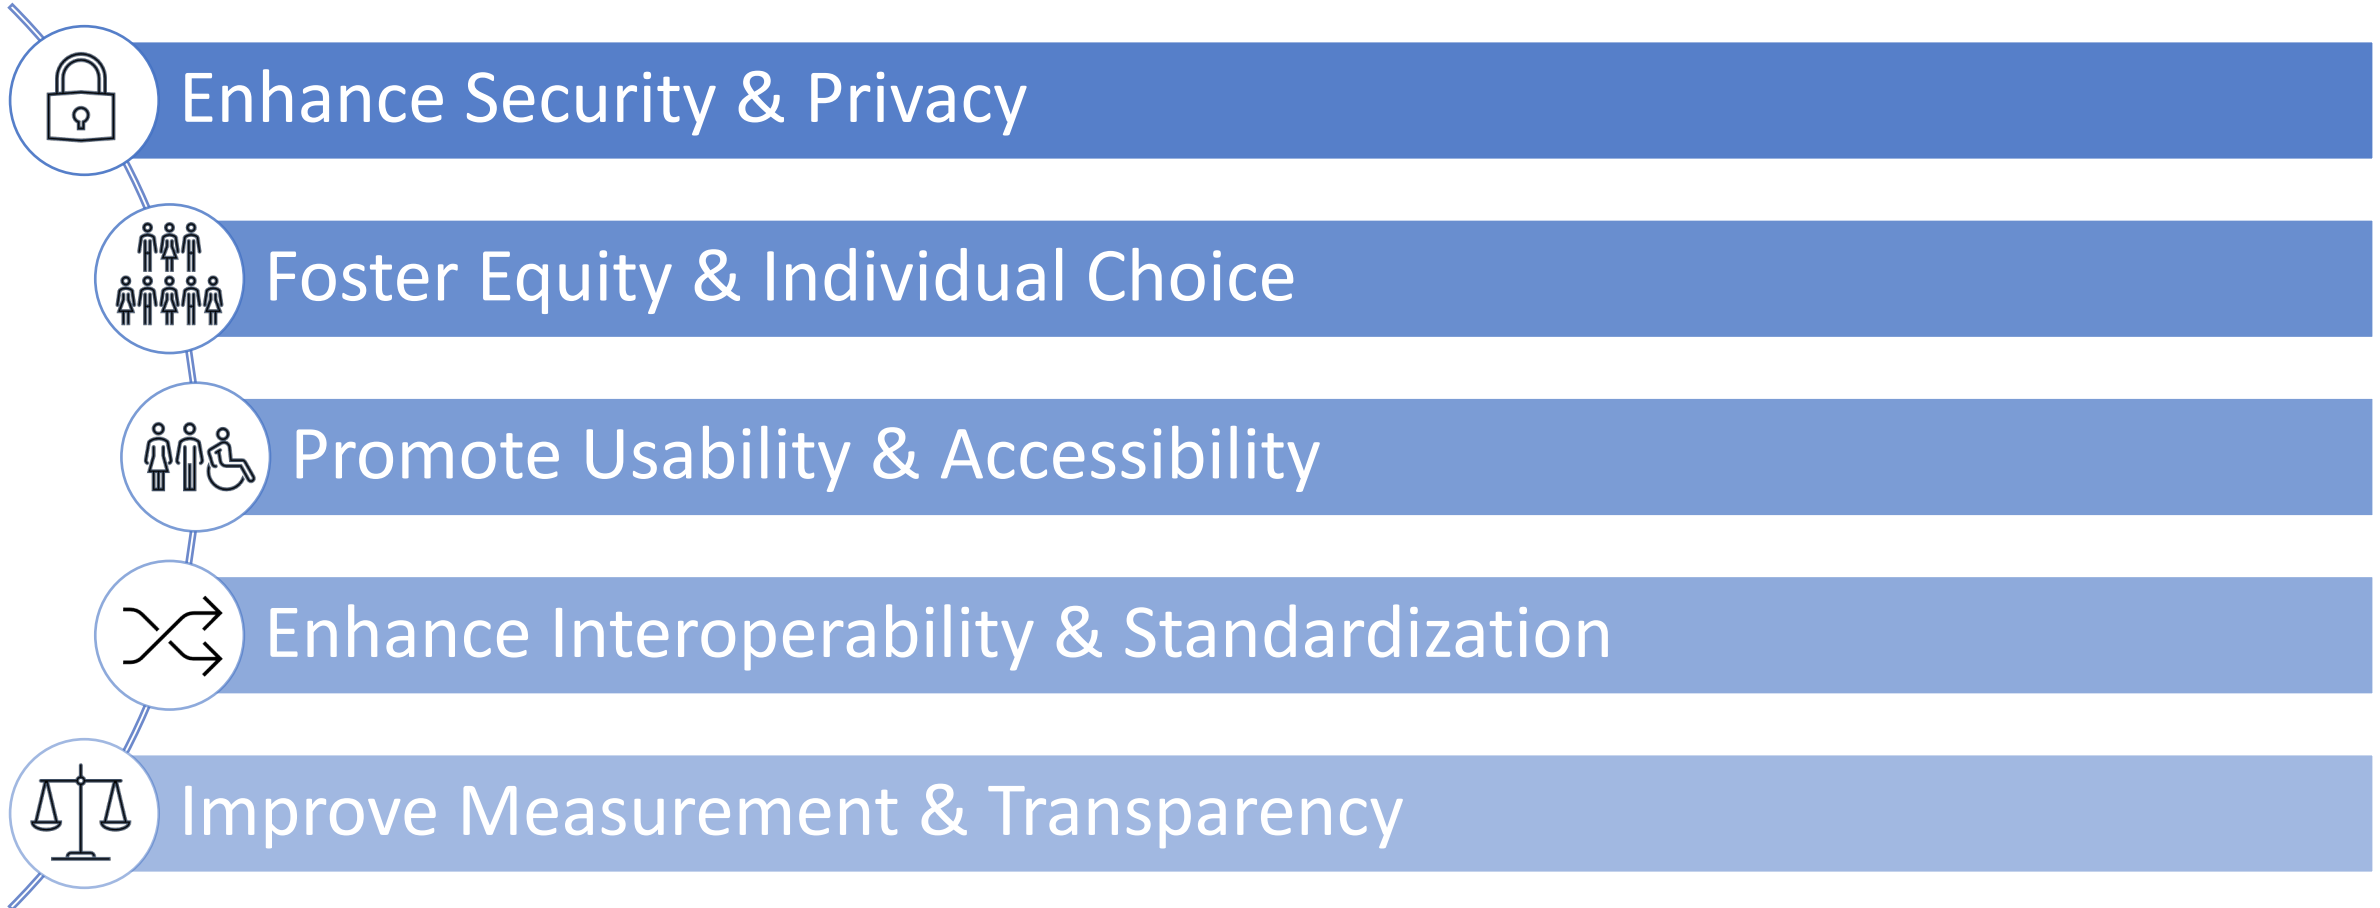 Enhance Security & Privacy
Foster Equity & Individual Choice
Promote Usability & Accessibility
Enhance Interoperability & Standardization
Improve Measurement & Transparency